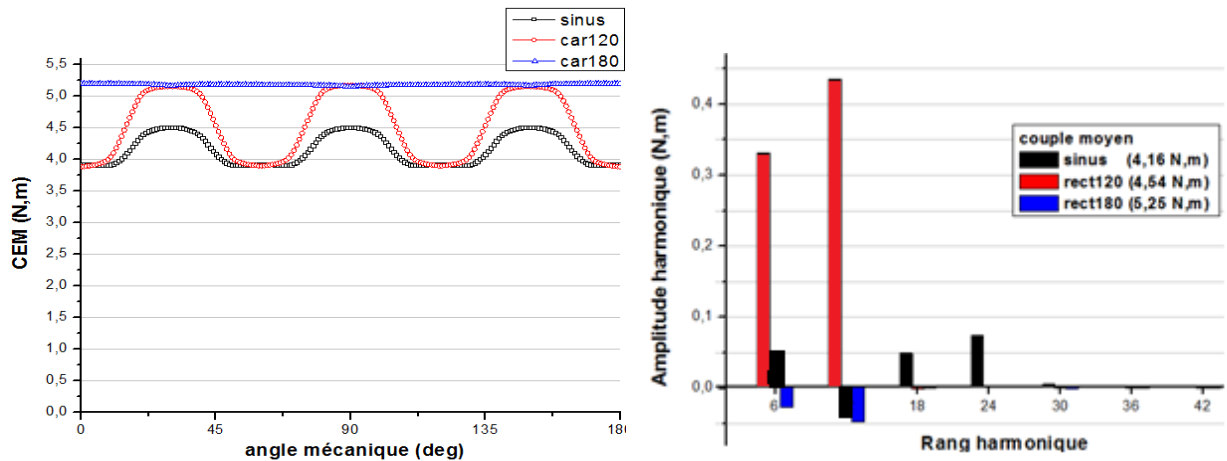 sinus
car120
car180
5,5
5,0
4,5
4,0
3,5
3,0
2,5
2,0
1,5
1,0
0,5
0,0
CEM (N,m)
0
45
90
135
180
angle mécanique (deg)
0,4
0,3
0,2
0,1
0,0
Amplitude harmonique (N,m)
couple moyen
sinus (4,16 N,m)
rect120 (4,54 N,m)
rect180 (5,25 N,m)
6
18
24
30
36
42
Rang harmonique